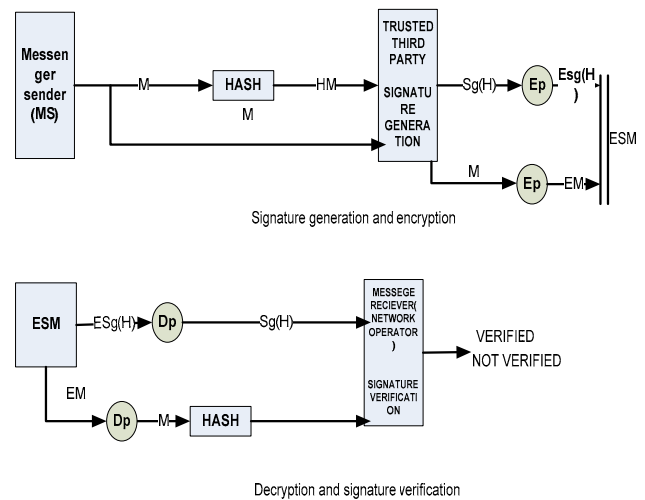 Messen
ger
sender
(MS)
M
HASH
M
HM
TRUSTED
THIRD
PARTY
SIGNATU
RE
GENERA
TION
Sg(H)
Ep
Esg(H
)
ESM
M
Ep
EM
Signature generation and encryption
ESM
ESg(H)
Dp
Sg(H)
EM
Dp
M
HASH
MESSEGE
RECIEVER(
NETWORK
OPERATOR
)
SIGNATURE
VERIFICATI
ON
VERIFIED
NOT VERIFIED
Decryption and signature verification